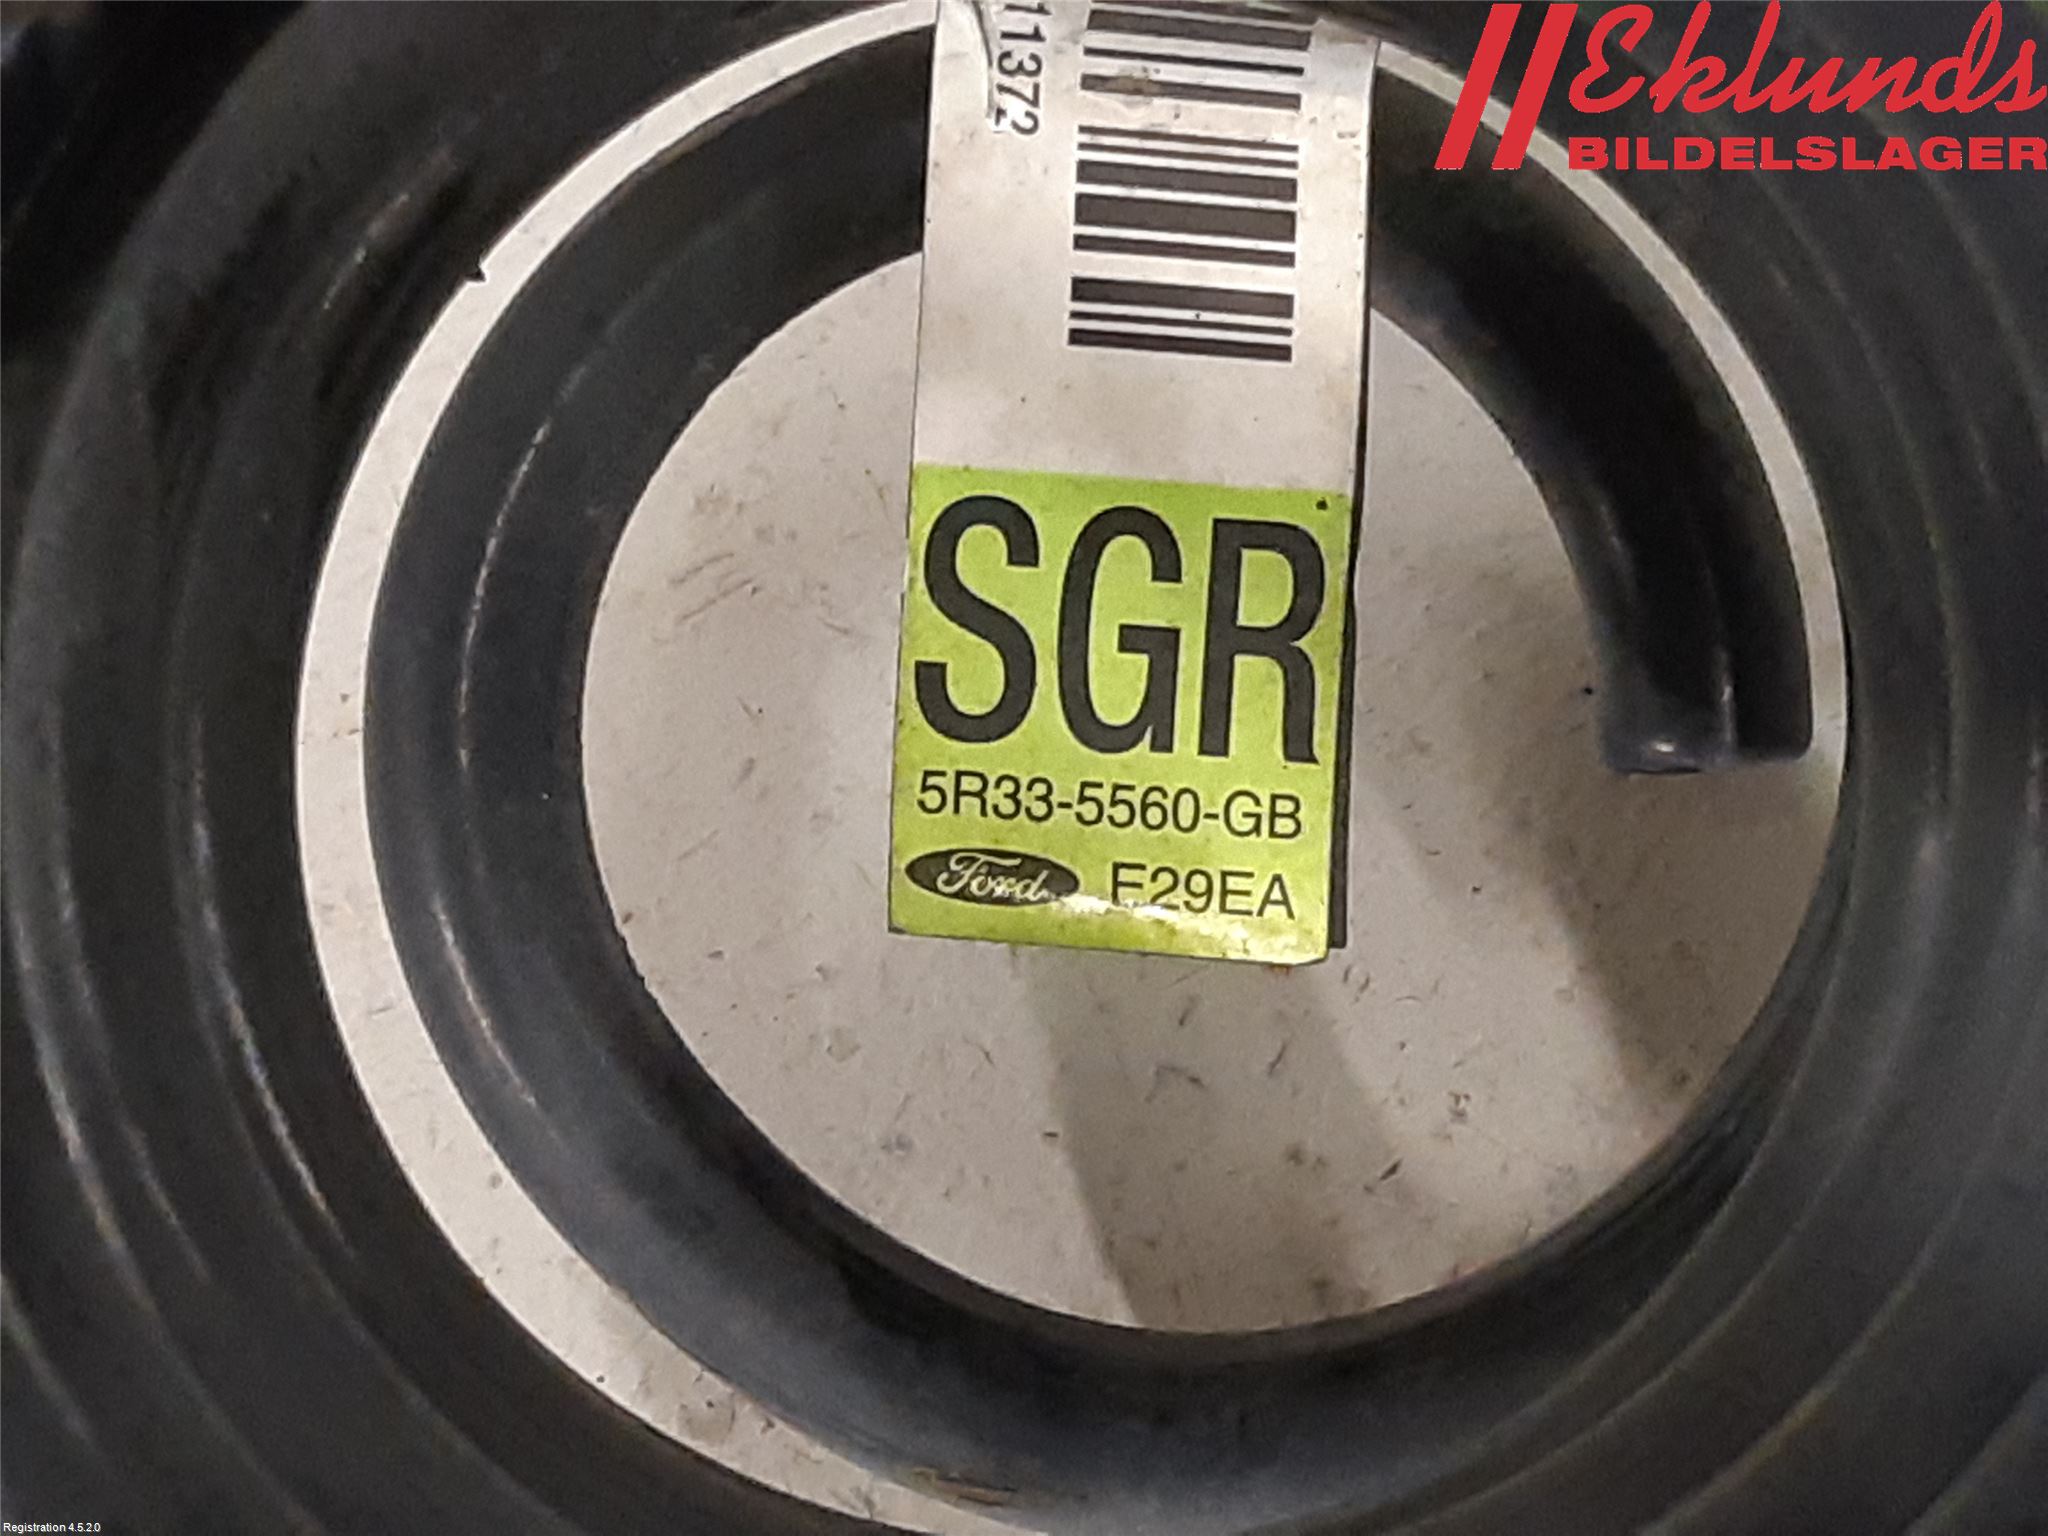 Eklunds
BILDELSLAGER
11372
SGR
5R33-5560-GB
Ford E29EA
Registration 4.5.2.0